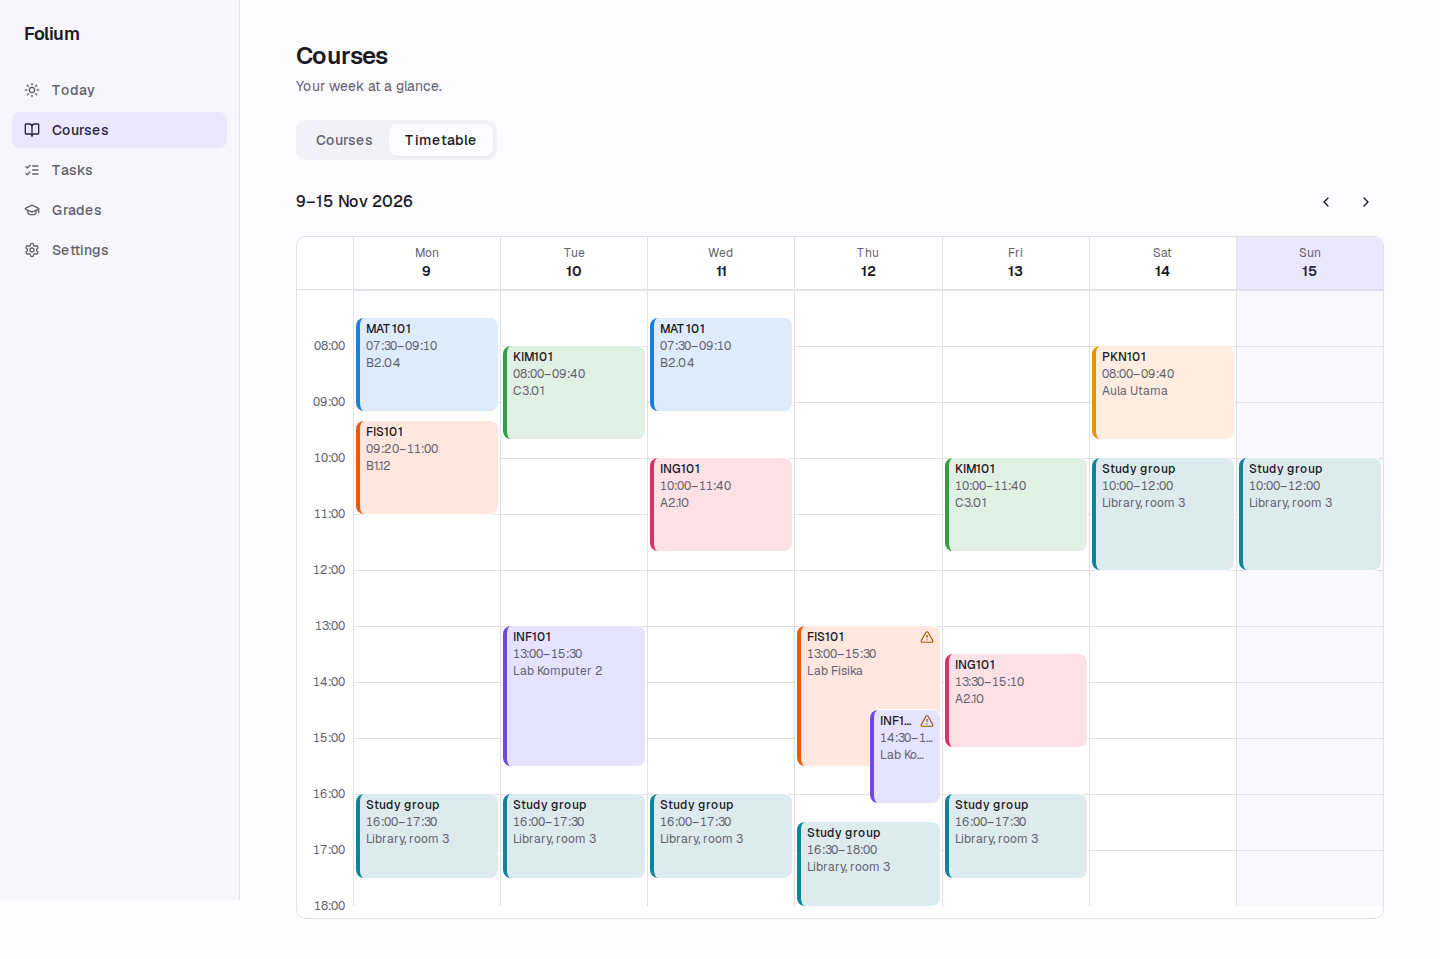 Folium
Today
Courses
Tasks
Grades
Settings
Courses
Your week at a glance.
Courses
Timetable
9–15 Nov 2026
Mon
9
Tue
10
Wed
11
Thu
12
Fri
13
Sat
14
Sun
15
08:00
09:00
10:00
11:00
12:00
13:00
14:00
15:00
16:00
17:00
18:00
MAT101
07:30–09:10
B2.04
FIS101
09:20–11:00
B1.12
Study group
16:00–17:30
Library, room 3
KIM101
08:00–09:40
C3.01
INF101
13:00–15:30
Lab Komputer 2
Study group
16:00–17:30
Library, room 3
MAT101
07:30–09:10
B2.04
ING101
10:00–11:40
A2.10
Study group
16:00–17:30
Library, room 3
FIS101
13:00–15:30
Lab Fisika
INF1...
14:30–1...
Lab Ko...
Study group
16:30–18:00
Library, room 3
KIM101
10:00–11:40
C3.01
ING101
13:30–15:10
A2.10
Study group
16:00–17:30
Library, room 3
PKN101
08:00–09:40
Aula Utama
Study group
10:00–12:00
Library, room 3
Study group
10:00–12:00
Library, room 3